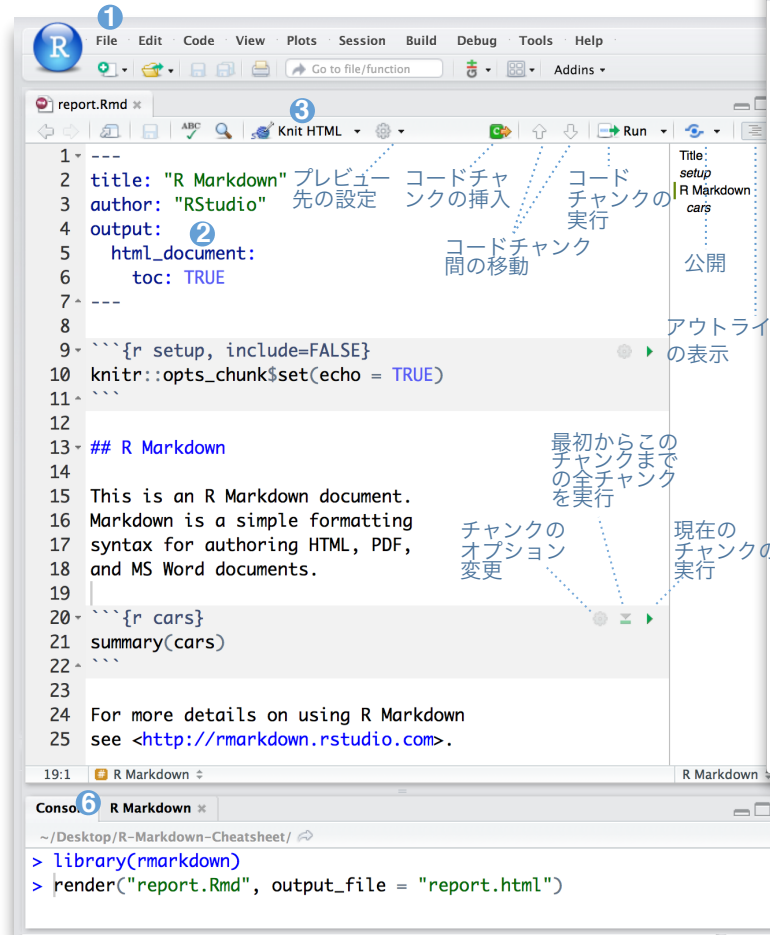 1
R
File Edit Code View Plots Session Build Debug Tools Help
Go to file/function Addins
report.Rmd
3
ABC Knit HTML Run
1 ---
2 title: "R Markdown"
3 author: "RStudio"
4 output:
2
5 html_document:
6 toc: TRUE
7 ---
8
9 ```{r setup, include=FALSE}
10 knitr::opts_chunk$set(echo = TRUE)
11 ```
12
13 ## R Markdown
14
15 This is an R Markdown document.
16 Markdown is a simple formatting
17 syntax for authoring HTML, PDF,
18 and MS Word documents.
19
20 ```{r cars}
21 summary(cars)
22 ```
23
24 For more details on using R Markdown
25 see <http://rmarkdown.rstudio.com>.
プレビュー
先の設定
コードチャ
ンクの挿入
コードチャンク
間の移動
コード
チャンクの
実行
Title
setup
R Markdown
cars
公開
アウトライ
の表示
最初からこの
チャンクまで
の全チャンク
を実行
チャンクの
オプション
変更
現在の
チャンクの
実行
19:1 R Markdown
R Markdown
6
Conso R Markdown
~/Desktop/R-Markdown-Cheatsheet/
> library(rmarkdown)
> render("report.Rmd", output_file = "report.html")